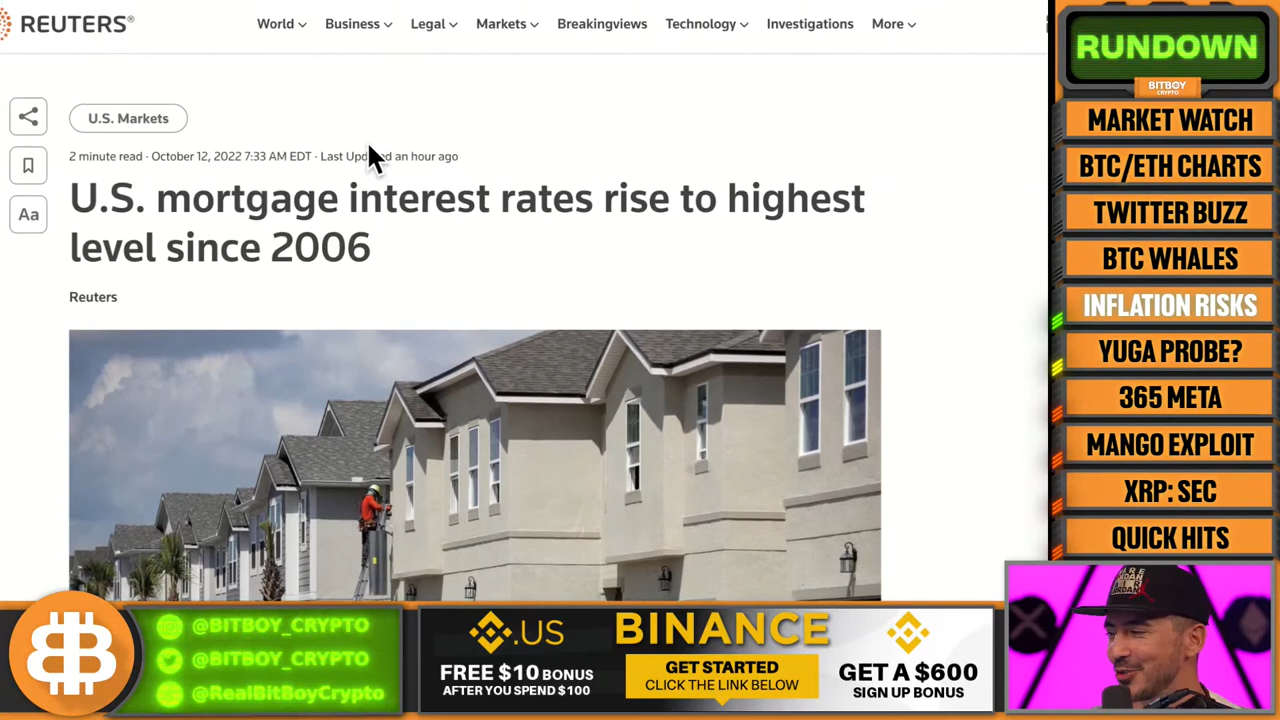 REUTERS®
World
Business
Legal
Markets
Breakingviews
Technology
Investigations
More
U.S. Markets
2 minute read · October 12, 2022 7:33 AM EDT · Last Updated an hour ago
U.S. mortgage interest rates rise to highest
level since 2006
Reuters
Aa
RUNDOWN
BITBOY
CRYPTO
MARKET WATCH
BTC/ETH CHARTS
TWITTER BUZZ
BTC WHALES
INFLATION RISKS
YUGA PROBE?
365 META
MANGO EXPLOIT
XRP: SEC
QUICK HITS
@BITBOY_CRYPTO
@BITBOY_CRYPTO
@RealBitBoyCrypto
.US
FREE $10 BONUS
AFTER YOU SPEND $100
BINANCE
GET STARTED
CLICK THE LINK BELOW
GET A $600
SIGN UP BONUS